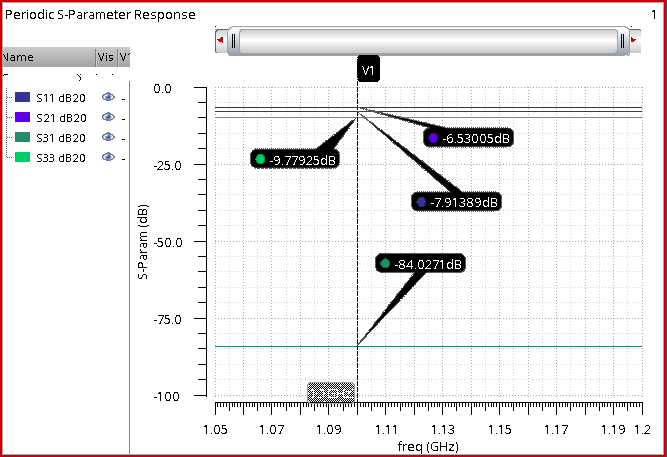 Periodic S-Parameter Response 1
Name Vis
S11 dB20 -
S21 dB20 -
S31 dB20 -
S33 dB20 -
V1
0.0
-25.0
-50.0
-75.0
-100
S-Param (dB)
-6.53005dB
-9.77925dB
-7.91389dB
-84.0271dB
1.05 1.07 1.09 1.11 1.13 1.15 1.17 1.19 1.2
freq (GHz)